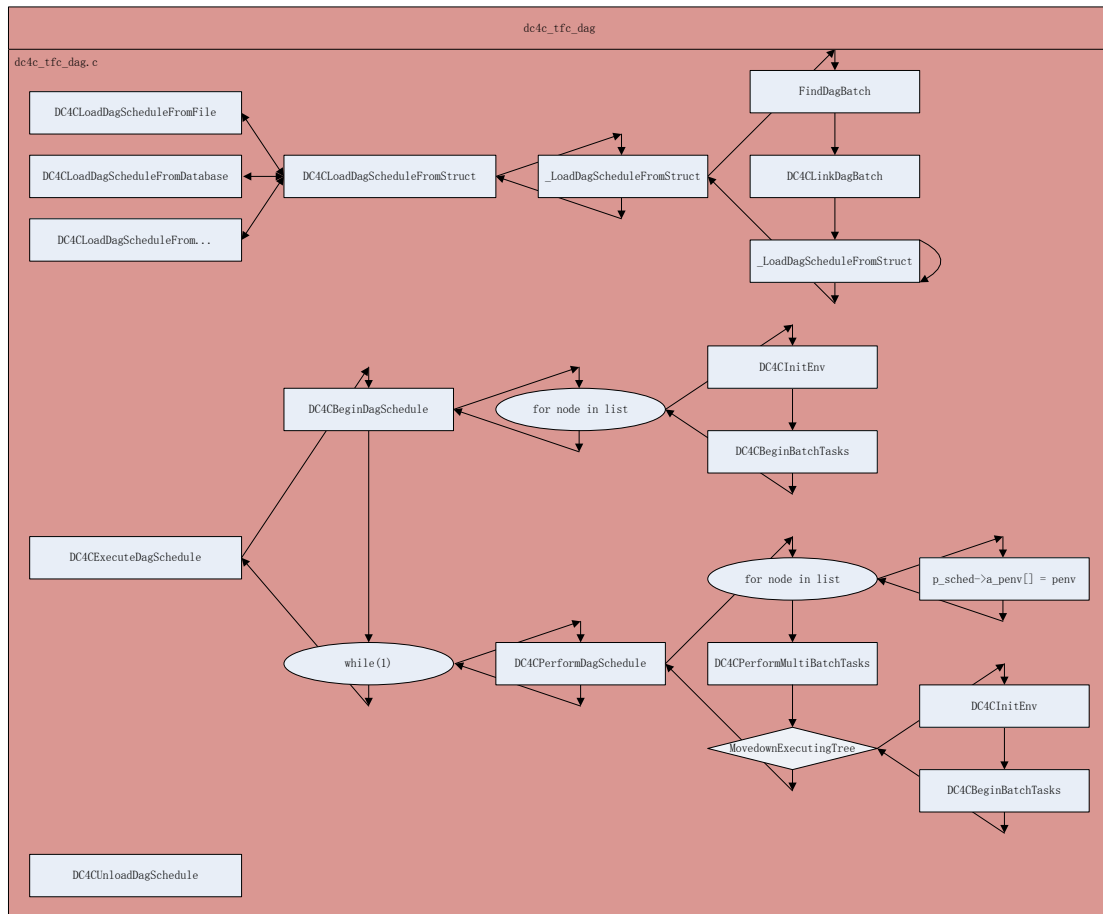 dc4c_tfc_dag
dc4c_tfc_dag.c
DC4CLoadDagScheduleFromFile
DC4CLoadDagScheduleFromDatabase
DC4CLoadDagScheduleFrom...
DC4CLoadDagScheduleFromStruct
_LoadDagScheduleFromStruct
FindDagBatch
DC4CLinkDagBatch
_LoadDagScheduleFromStruct
DC4CExecuteDagSchedule
DC4CBeginDagSchedule
for node in list
DC4CInitEnv
DC4CBeginBatchTasks
while(1)
DC4CPerformDagSchedule
for node in list
p_sched->a_penv[] = penv
DC4CPerformMultiBatchTasks
MovedownExecutingTree
DC4CInitEnv
DC4CBeginBatchTasks
DC4CUnloadDagSchedule